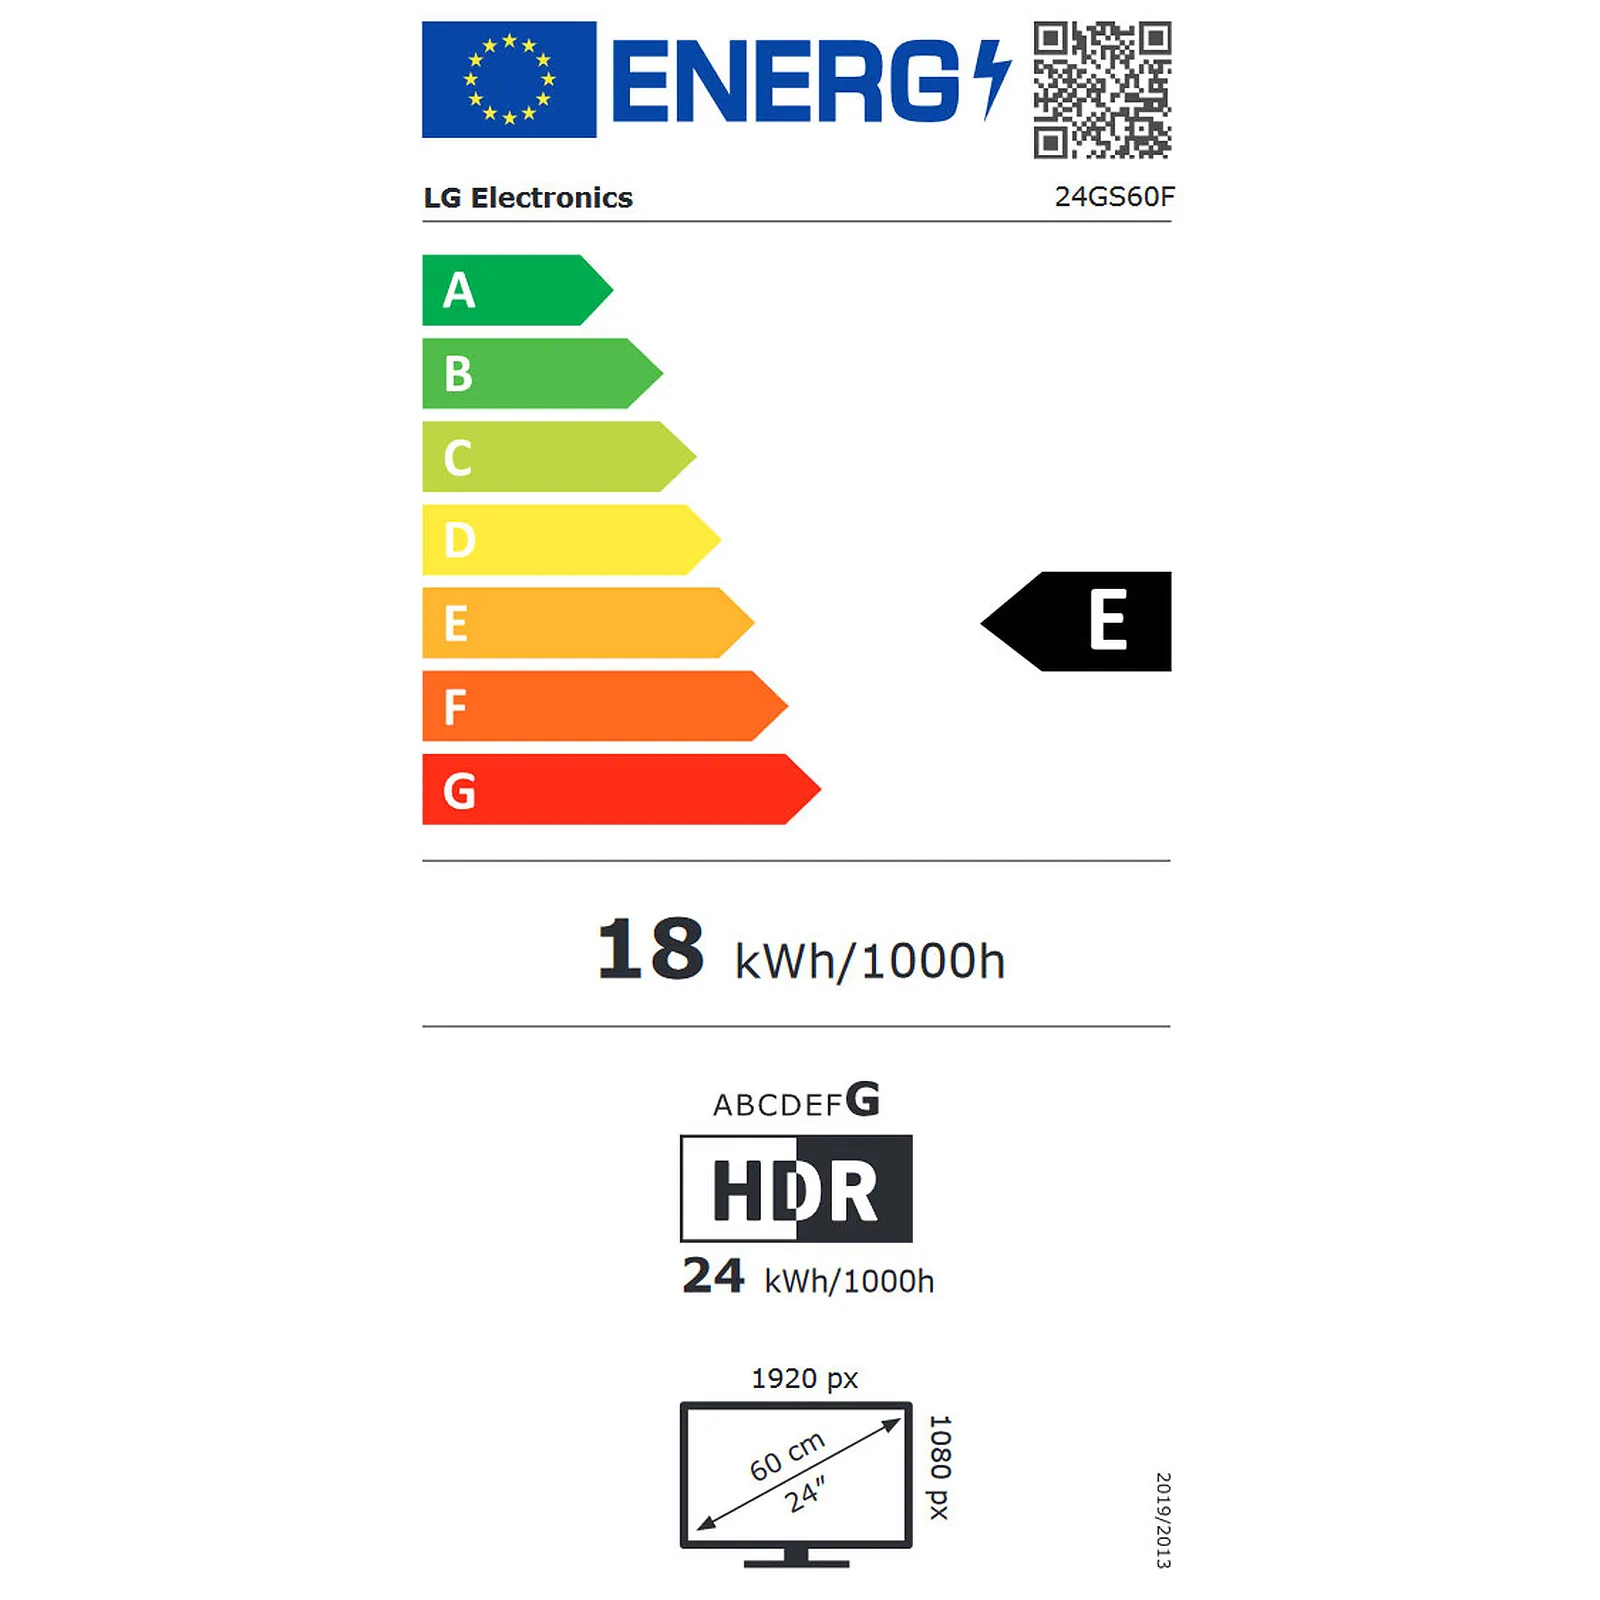 ENERG
LG Electronics 24GS60F
A
B
C
D
E
E
F
G
18 kWh/1000h
ABCDEFG
HDR
24 kWh/1000h
1920 px
60 cm
24"
1080 px
2019/2013